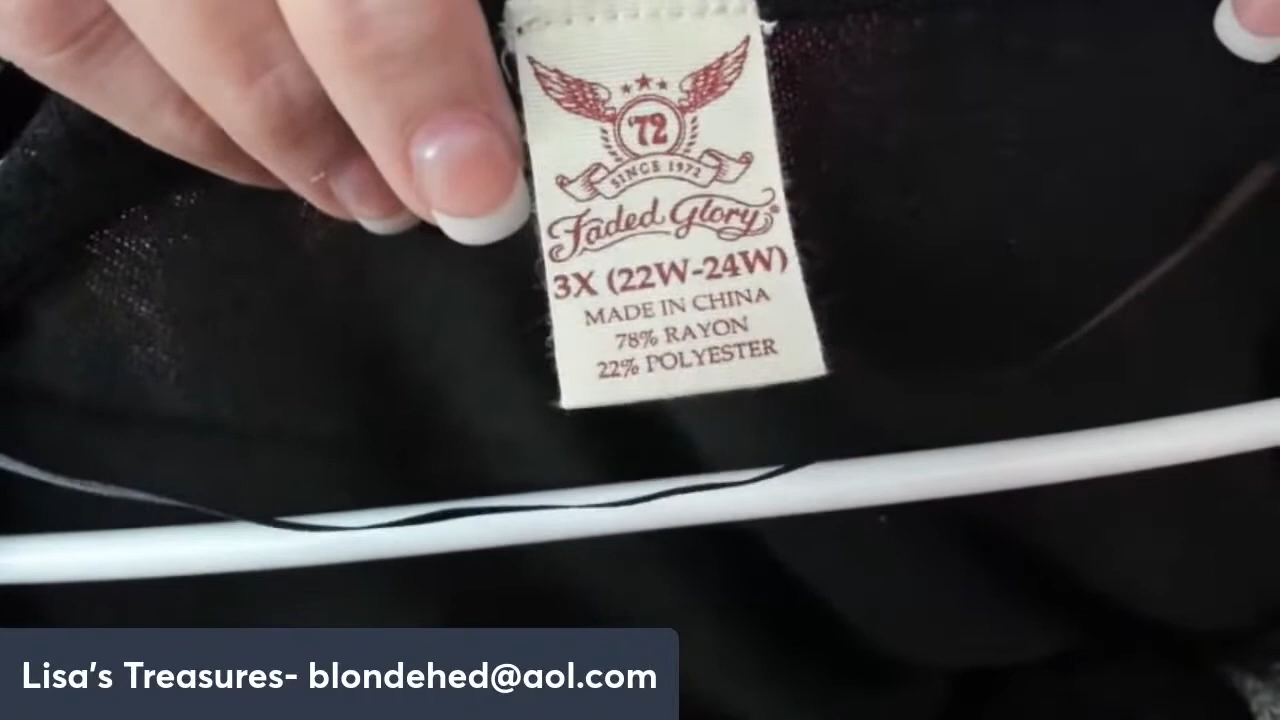 '72
SINCE 1972
Faded Glory®
3X (22W-24W)
MADE IN CHINA
78% RAYON
22% POLYESTER
Lisa's Treasures- blondehed@aol.com